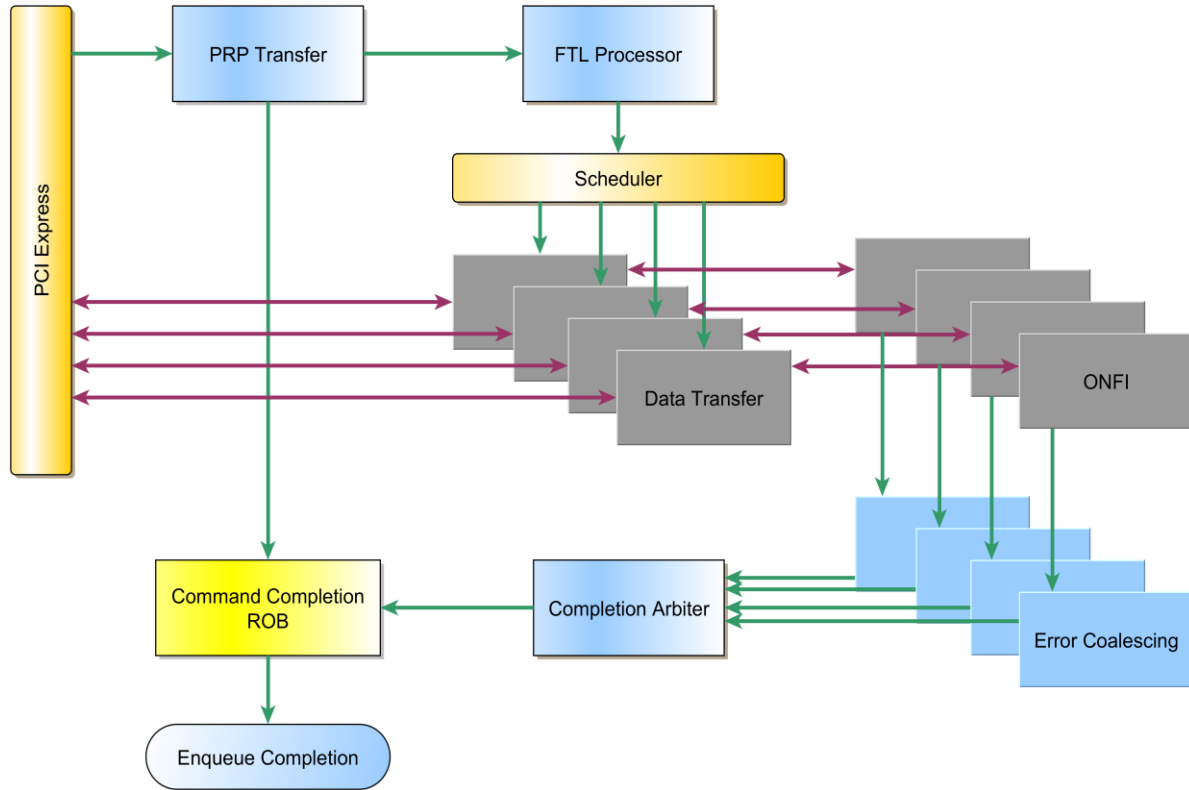 PCI Express
PRP Transfer
FTL Processor
Scheduler
Data Transfer
ONFI
Command Completion
ROB
Completion Arbiter
Error Coalescing
Enqueue Completion